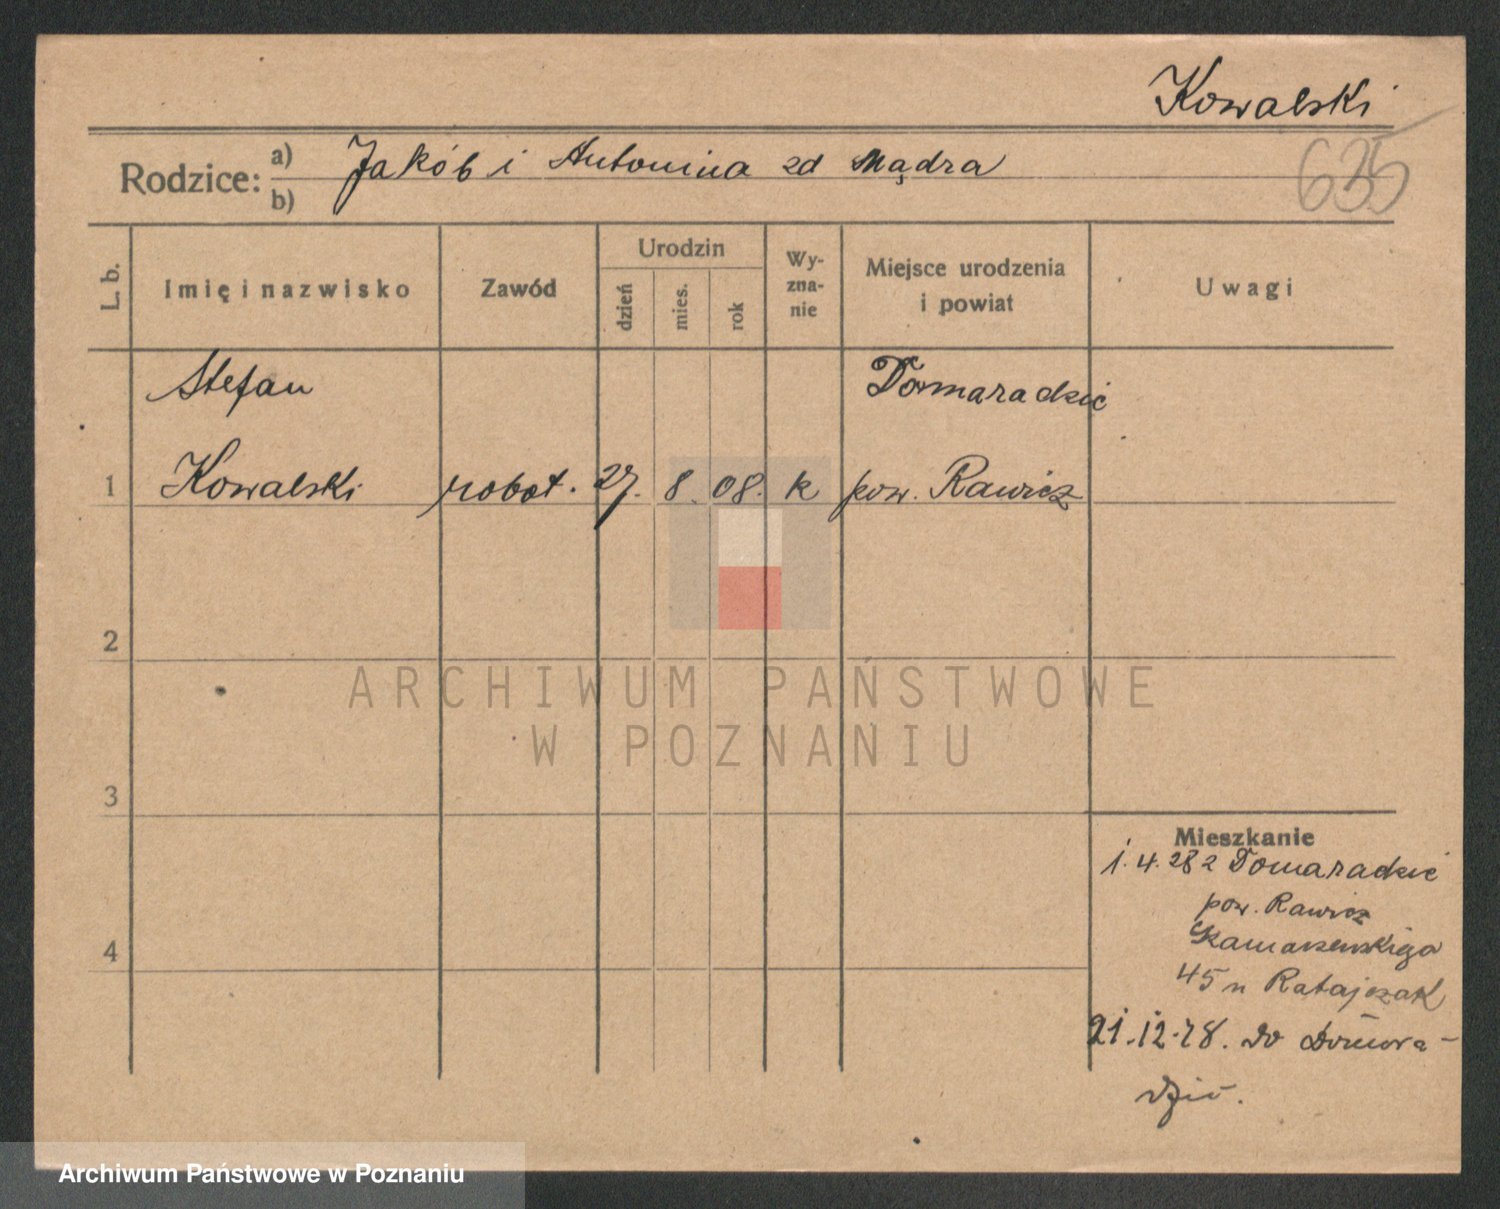 Kowalski
635
Rodzice: a) Jakób i Antonina zd Mądra
b)
L. b. Imię i nazwisko Zawód Urodzin dzień mies. rok Wy-zna-nie Miejsce urodzenia i powiat Uwagi
Stefan Domaradzic
1 Kowalski robot. 27. 8. 08. k pow. Rawicz
2
ARCHIWUM PAŃSTWOWE
W POZNANIU
3
Mieszkanie
1.4.28 z Domaradzic
pow. Rawicz
4
45 u Ratajczak
21.12.28. do Domara-
dzic.
Archiwum Państwowe w Poznaniu